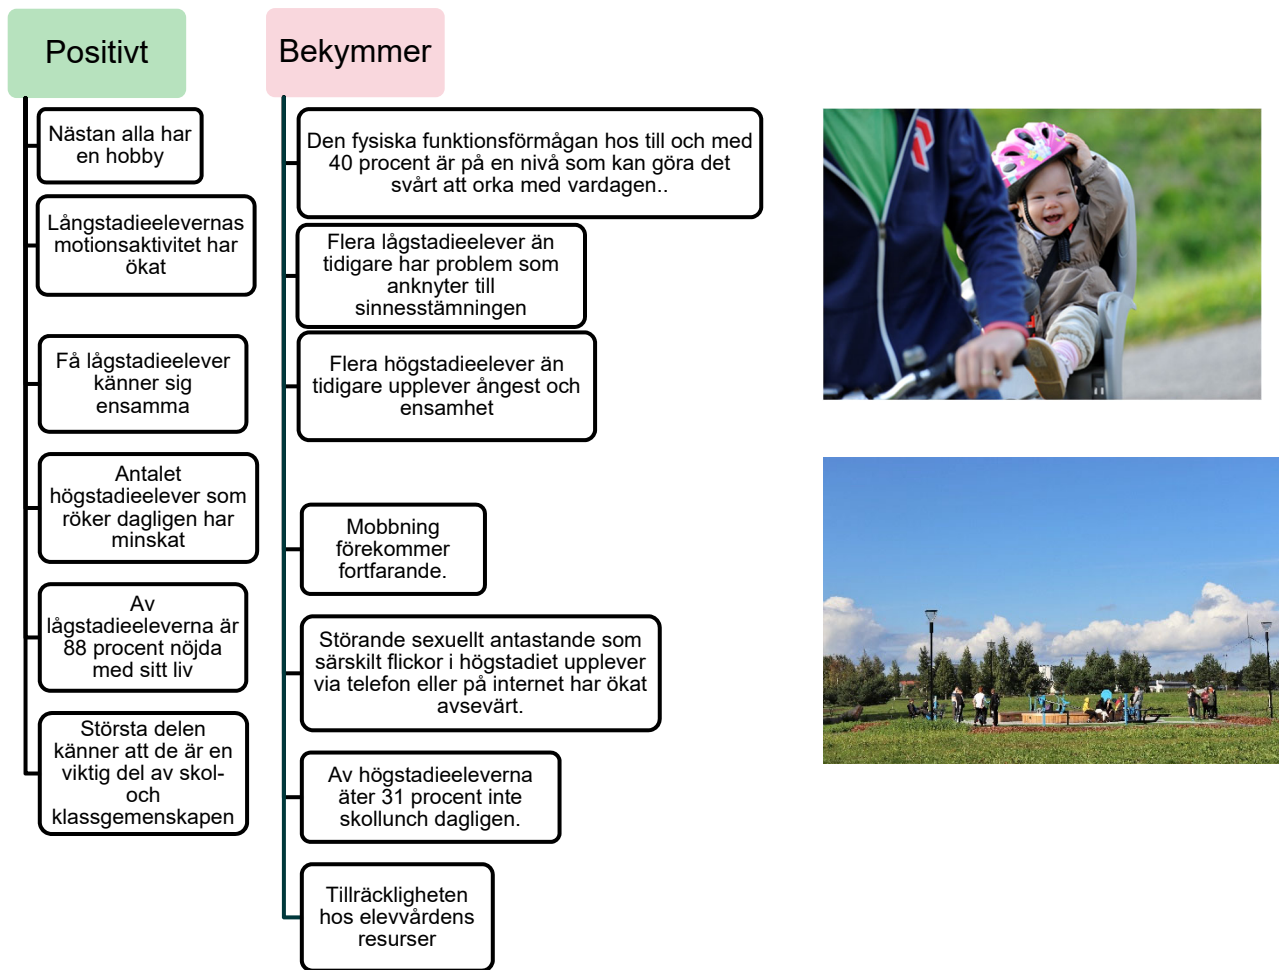 Positivt
Nästan alla har
en hobby
Långstadieelevernas
motionsaktivitet har
ökat
Få lågstadieelever
känner sig
ensamma
Antalet
högstadieelever som
röker dagligen har
minskat
Av
lågstadieeleverna är
88 procent nöjda
med sitt liv
Största delen
känner att de är en
viktig del av skol-
och
klassgemenskapen
Bekymmer
Den fysiska funktionsförmågan hos till och med
40 procent är på en nivå som kan göra det
svårt att orka med vardagen..
Flera lågstadieelever än
tidigare har problem som
anknyter till
sinnesstämningen
Flera högstadieelever än
tidigare upplever ångest och
ensamhet
Mobbning
förekommer
fortfarande.
Störande sexuellt antastande som
särskilt flickor i högstadiet upplever
via telefon eller på internet har ökat
avsevärt.
Av högstadieeleverna
äter 31 procent inte
skollunch dagligen.
Tillräckligheten
hos elevvårdens
resurser